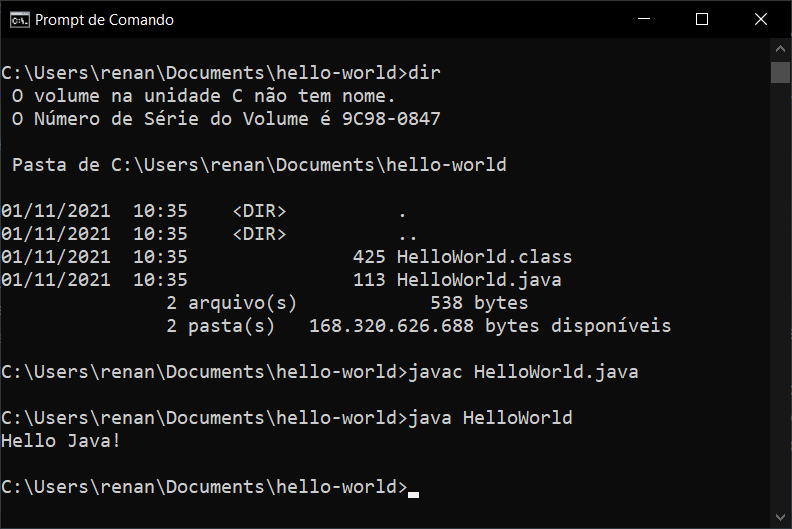 Prompt de Comando
C:\Users\renan\Documents\hello-world>dir
 O volume na unidade C não tem nome.
 O Número de Série do Volume é 9C98-0847

 Pasta de C:\Users\renan\Documents\hello-world

01/11/2021  10:35    <DIR>          .
01/11/2021  10:35    <DIR>          ..
01/11/2021  10:35               425 HelloWorld.class
01/11/2021  10:35               113 HelloWorld.java
               2 arquivo(s)            538 bytes
               2 pasta(s)   168.320.626.688 bytes disponíveis

C:\Users\renan\Documents\hello-world>javac HelloWorld.java

C:\Users\renan\Documents\hello-world>java HelloWorld
Hello Java!

C:\Users\renan\Documents\hello-world>